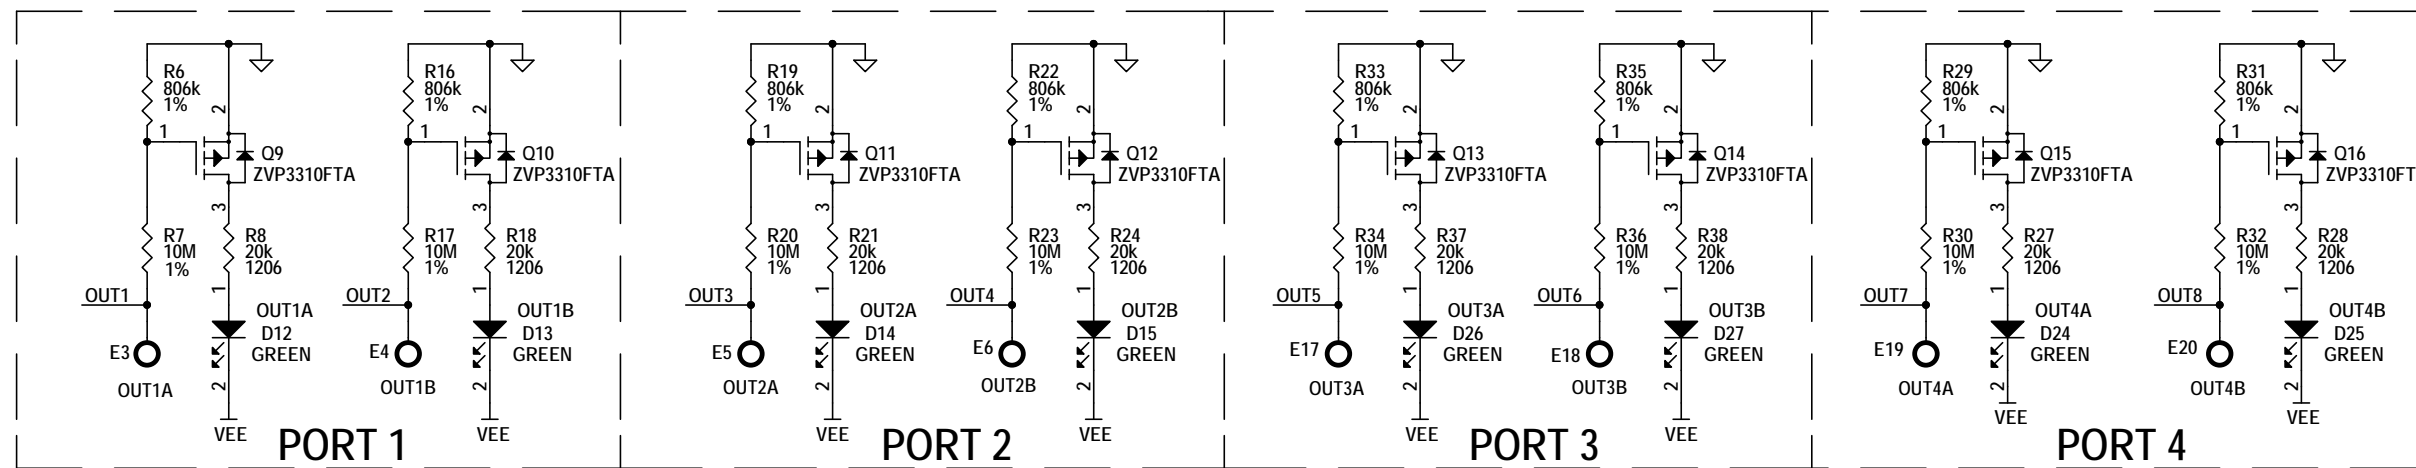 R6
806k
1%
2
1
Q9
ZVP3310FTA
3
R7
10M
1%
R8
20k
1206
OUT1
1
OUT1A
D12
GREEN
E3
OUT1A
2
VEE
R16
806k
1%
2
1
Q10
ZVP3310FTA
3
R17
10M
1%
R18
20k
1206
OUT2
1
OUT1B
D13
GREEN
E4
OUT1B
2
VEE
PORT 1
R19
806k
1%
2
1
Q11
ZVP3310FTA
3
R20
10M
1%
R21
20k
1206
OUT3
1
OUT2A
D14
GREEN
E5
OUT2A
2
VEE
R22
806k
1%
2
1
Q12
ZVP3310FTA
3
R23
10M
1%
R24
20k
1206
OUT4
1
OUT2B
D15
GREEN
E6
OUT2B
2
VEE
PORT 2
R33
806k
1%
2
1
Q13
ZVP3310FTA
3
R34
10M
1%
R37
20k
1206
OUT5
1
OUT3A
D26
GREEN
E17
OUT3A
2
VEE
R35
806k
1%
2
1
Q14
ZVP3310FTA
3
R36
10M
1%
R38
20k
1206
OUT6
1
OUT3B
D27
GREEN
E18
OUT3B
2
VEE
PORT 3
R29
806k
1%
2
1
Q15
ZVP3310FTA
3
R30
10M
1%
R27
20k
1206
OUT7
1
OUT4A
D24
GREEN
E19
OUT4A
2
VEE
R31
806k
1%
2
1
Q16
ZVP3310FT
3
R32
10M
1%
R28
20k
1206
OUT8
1
OUT4B
D25
GREEN
E20
OUT4B
2
VEE
PORT 4